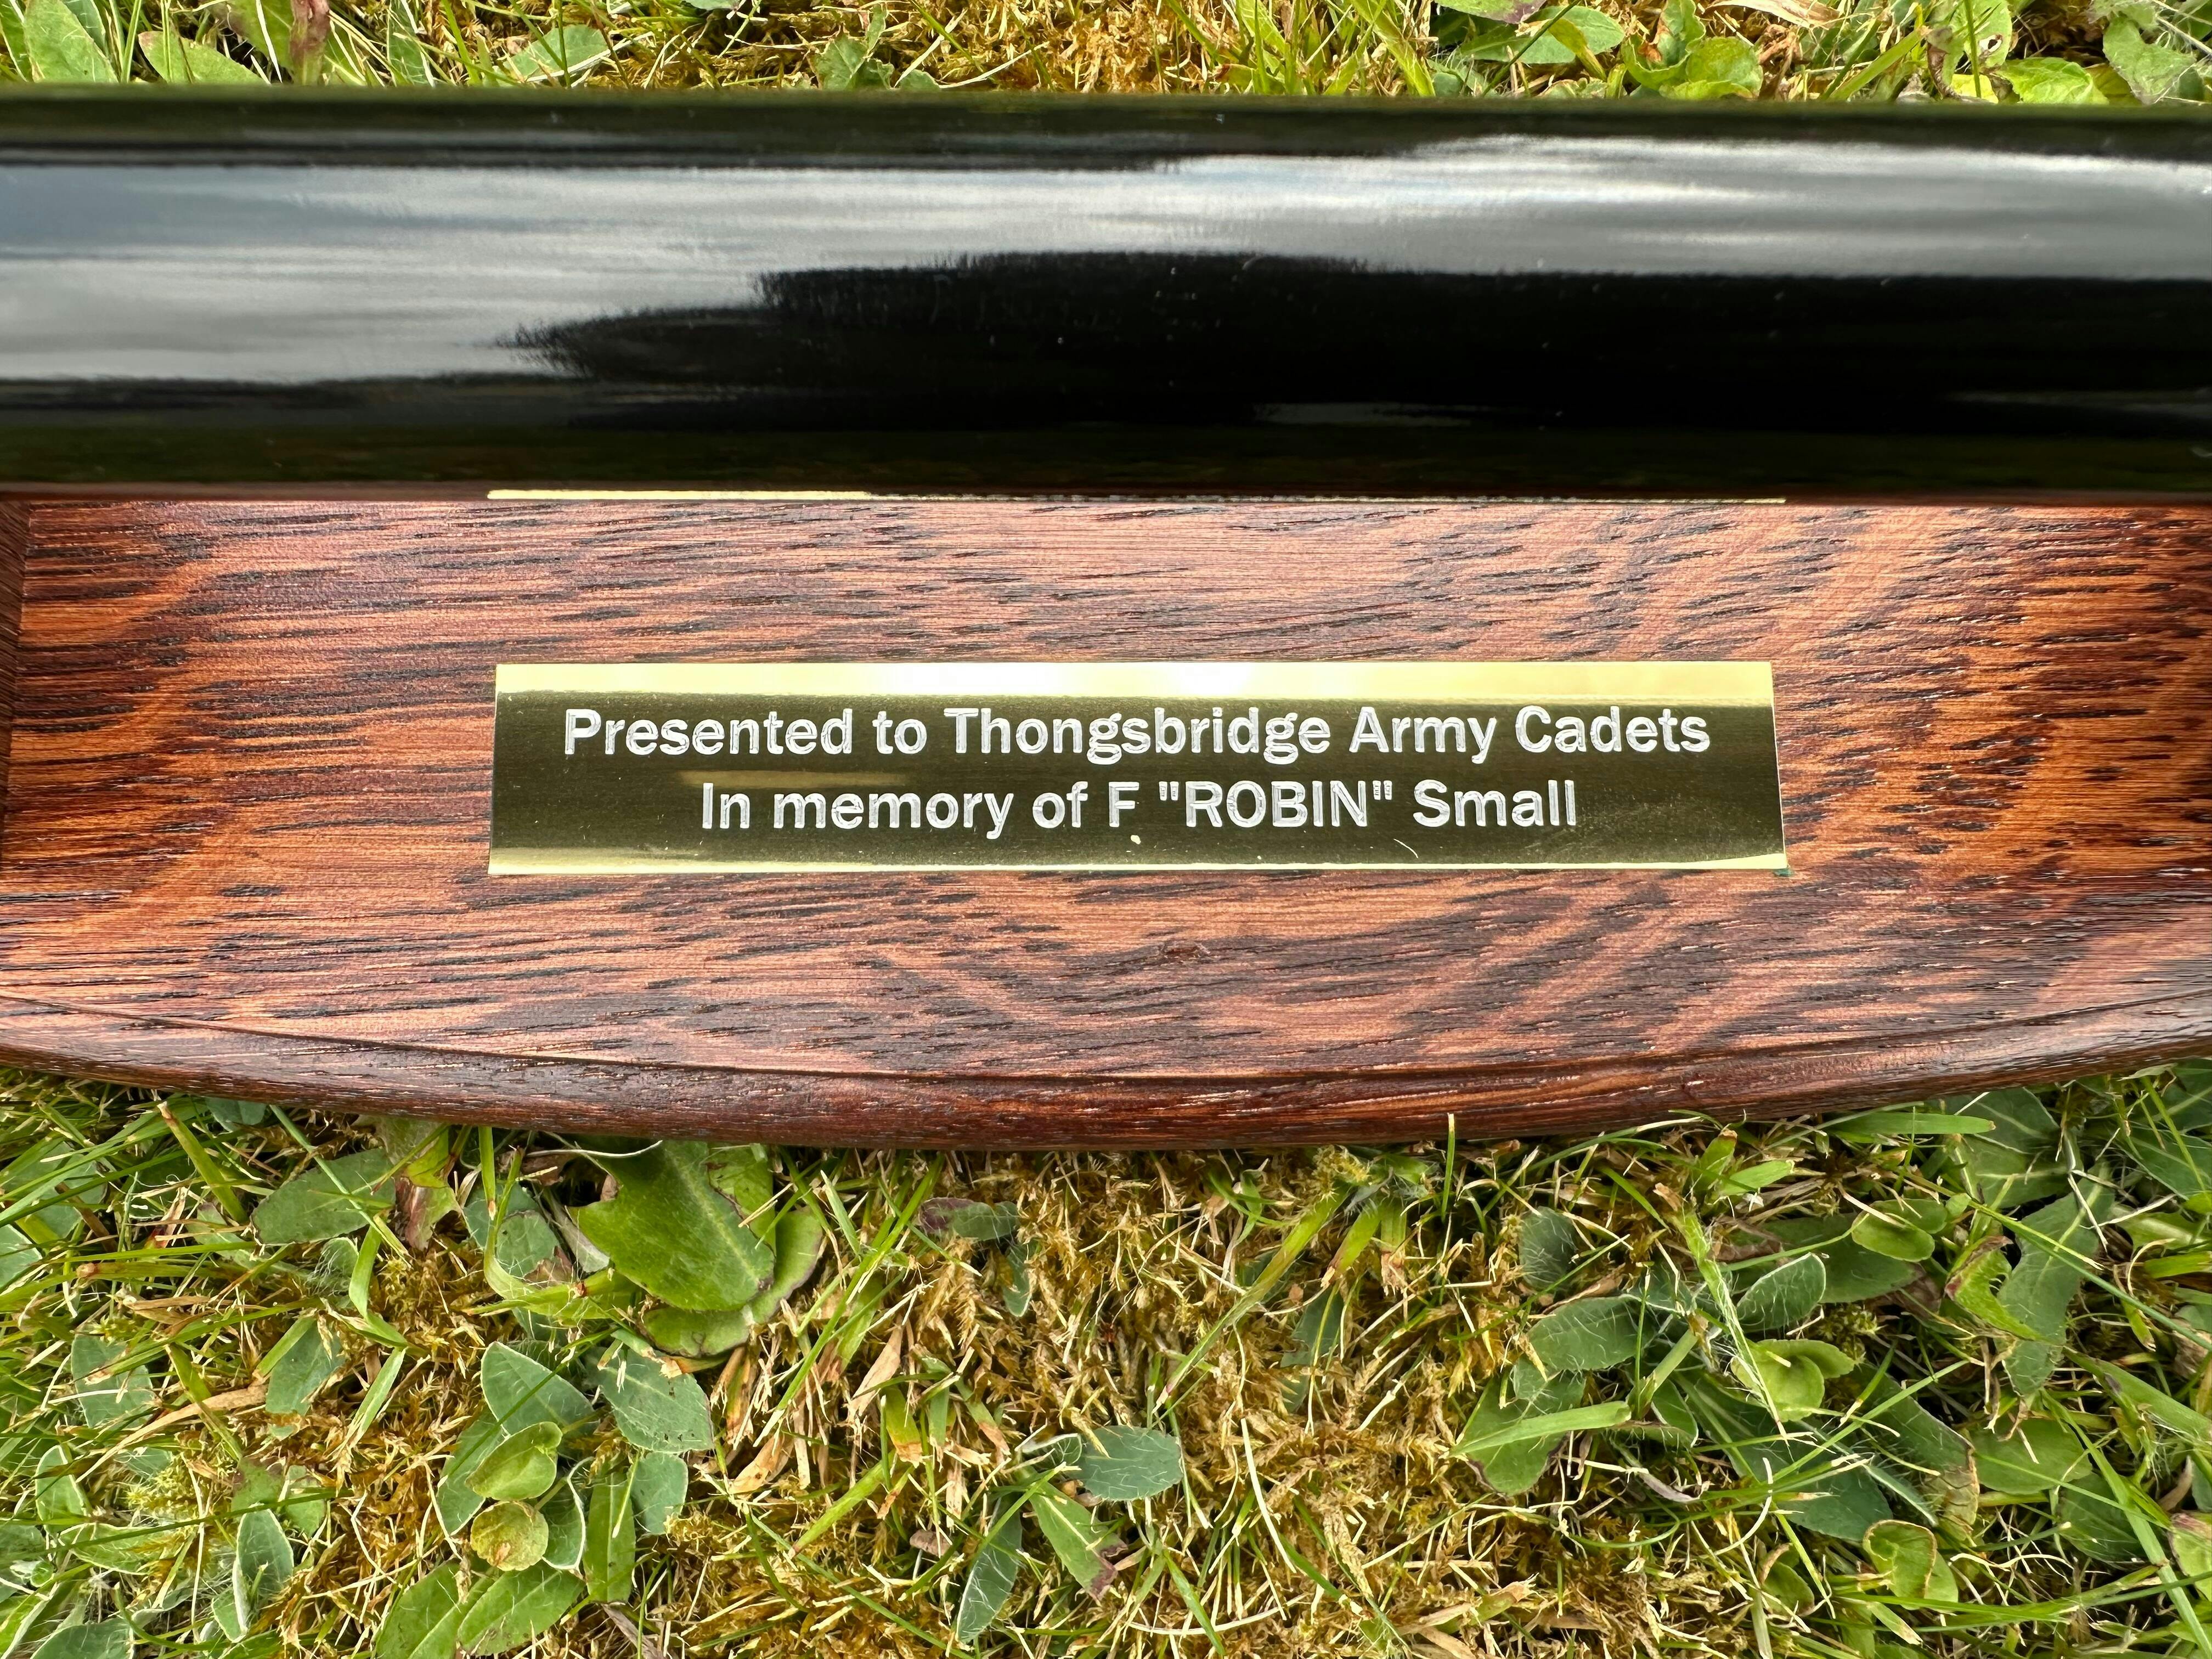 Presented to Thongsbridge Army Cadets
In memory of F "ROBIN" Small